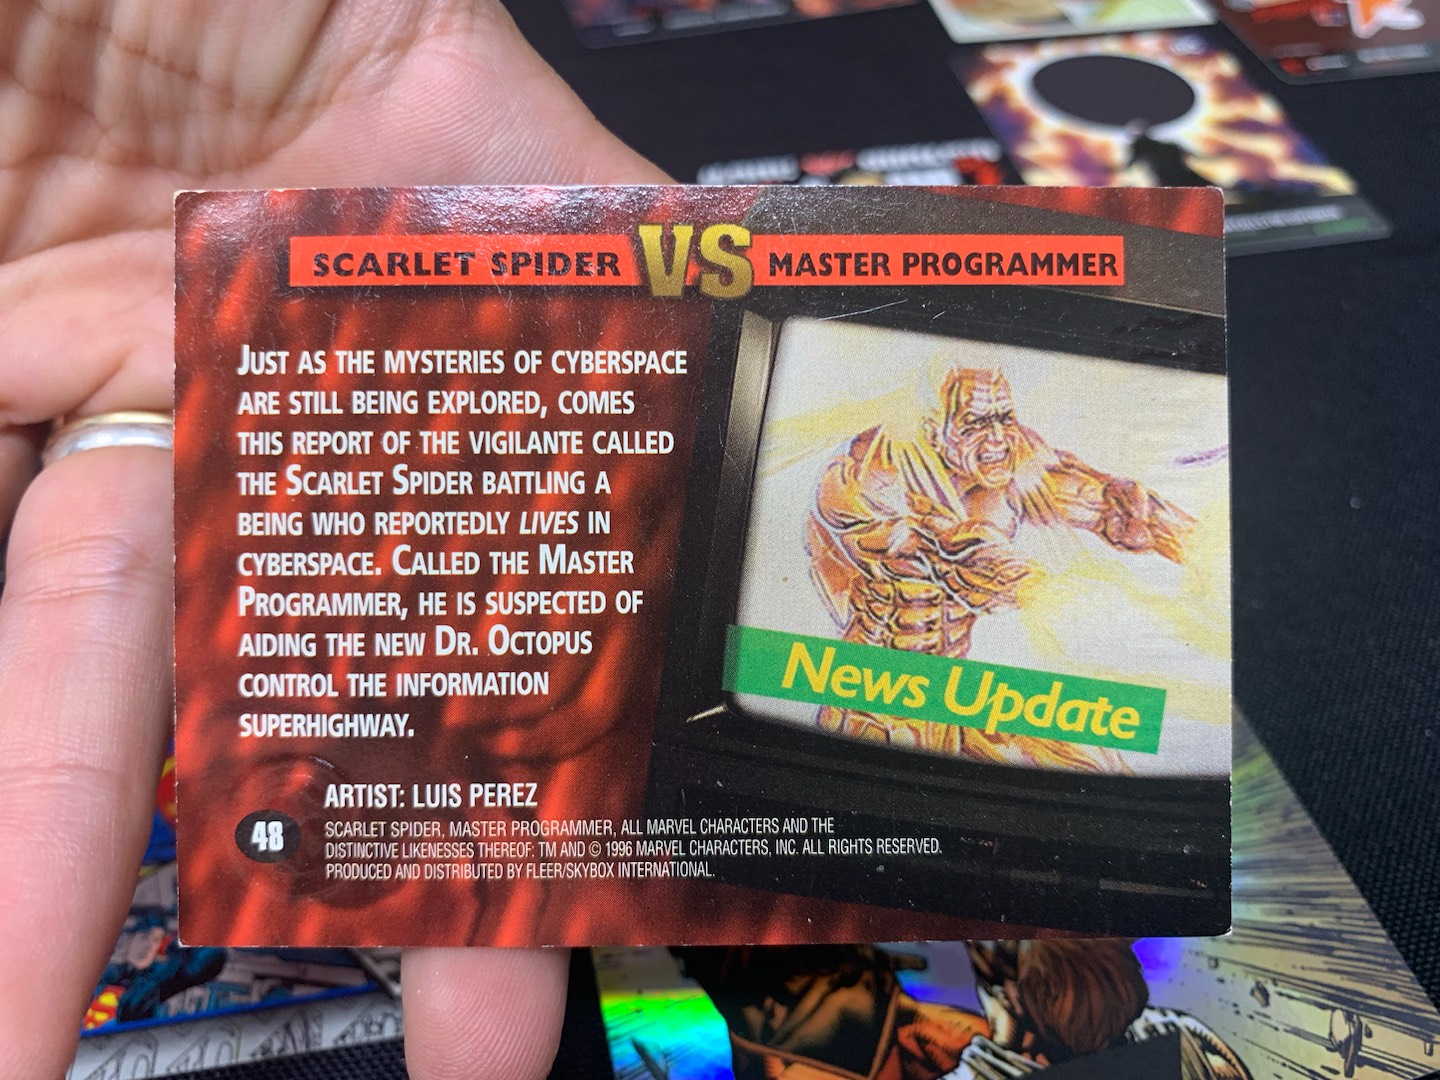 SCARLET SPIDER VS MASTER PROGRAMMER
JUST AS THE MYSTERIES OF CYBERSPACE
ARE STILL BEING EXPLORED, COMES
THIS REPORT OF THE VIGILANTE CALLED
THE SCARLET SPIDER BATTLING A
BEING WHO REPORTEDLY LIVES IN
CYBERSPACE. CALLED THE MASTER
PROGRAMMER, HE IS SUSPECTED OF
AIDING THE NEW DR. OCTOPUS
CONTROL THE INFORMATION
SUPERHIGHWAY.
News Update
ARTIST: LUIS PEREZ
48
SCARLET SPIDER, MASTER PROGRAMMER, ALL MARVEL CHARACTERS AND THE
DISTINCTIVE LIKENESSES THEREOF: TM AND © 1996 MARVEL CHARACTERS, INC. ALL RIGHTS RESERVED.
PRODUCED AND DISTRIBUTED BY FLEER/SKYBOX INTERNATIONAL.